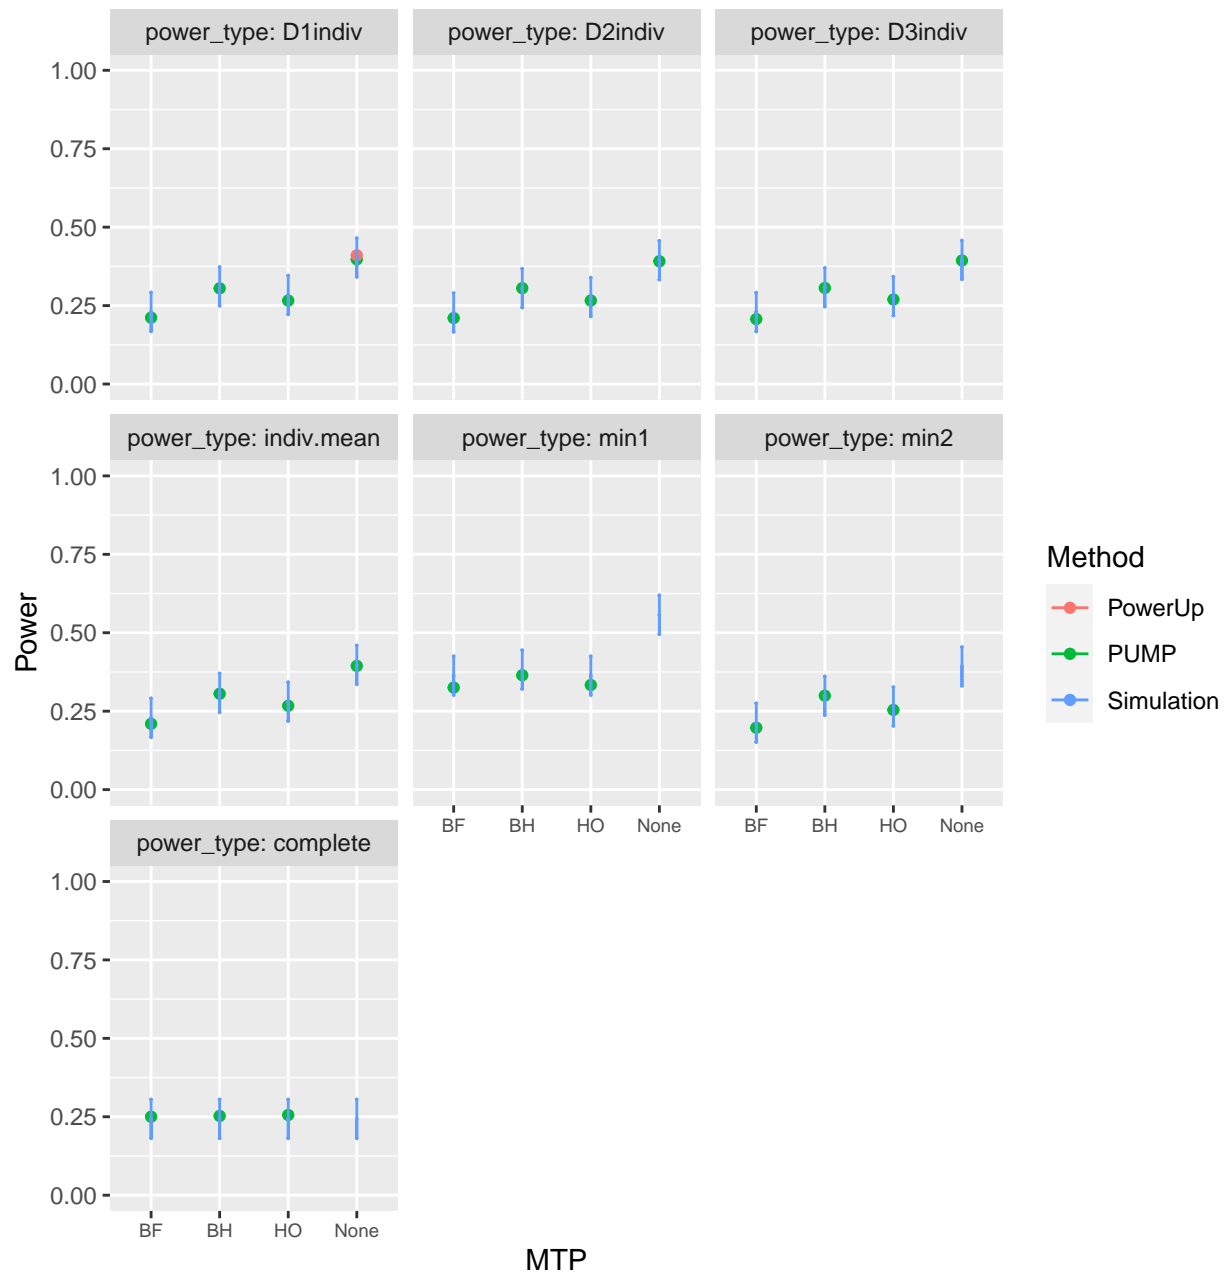 power_type: D1indiv
power_type: D2indiv
power_type: D3indiv
1.00
0.75
0.50
0.25
0.00
power_type: indiv.mean
power_type: min1
power_type: min2
1.00
0.75
0.50
0.25
0.00
BF BH HO None
BF BH HO None
power_type: complete
1.00
0.75
0.50
0.25
0.00
BF BH HO None
Power
MTP
Method
PowerUp
PUMP
Simulation